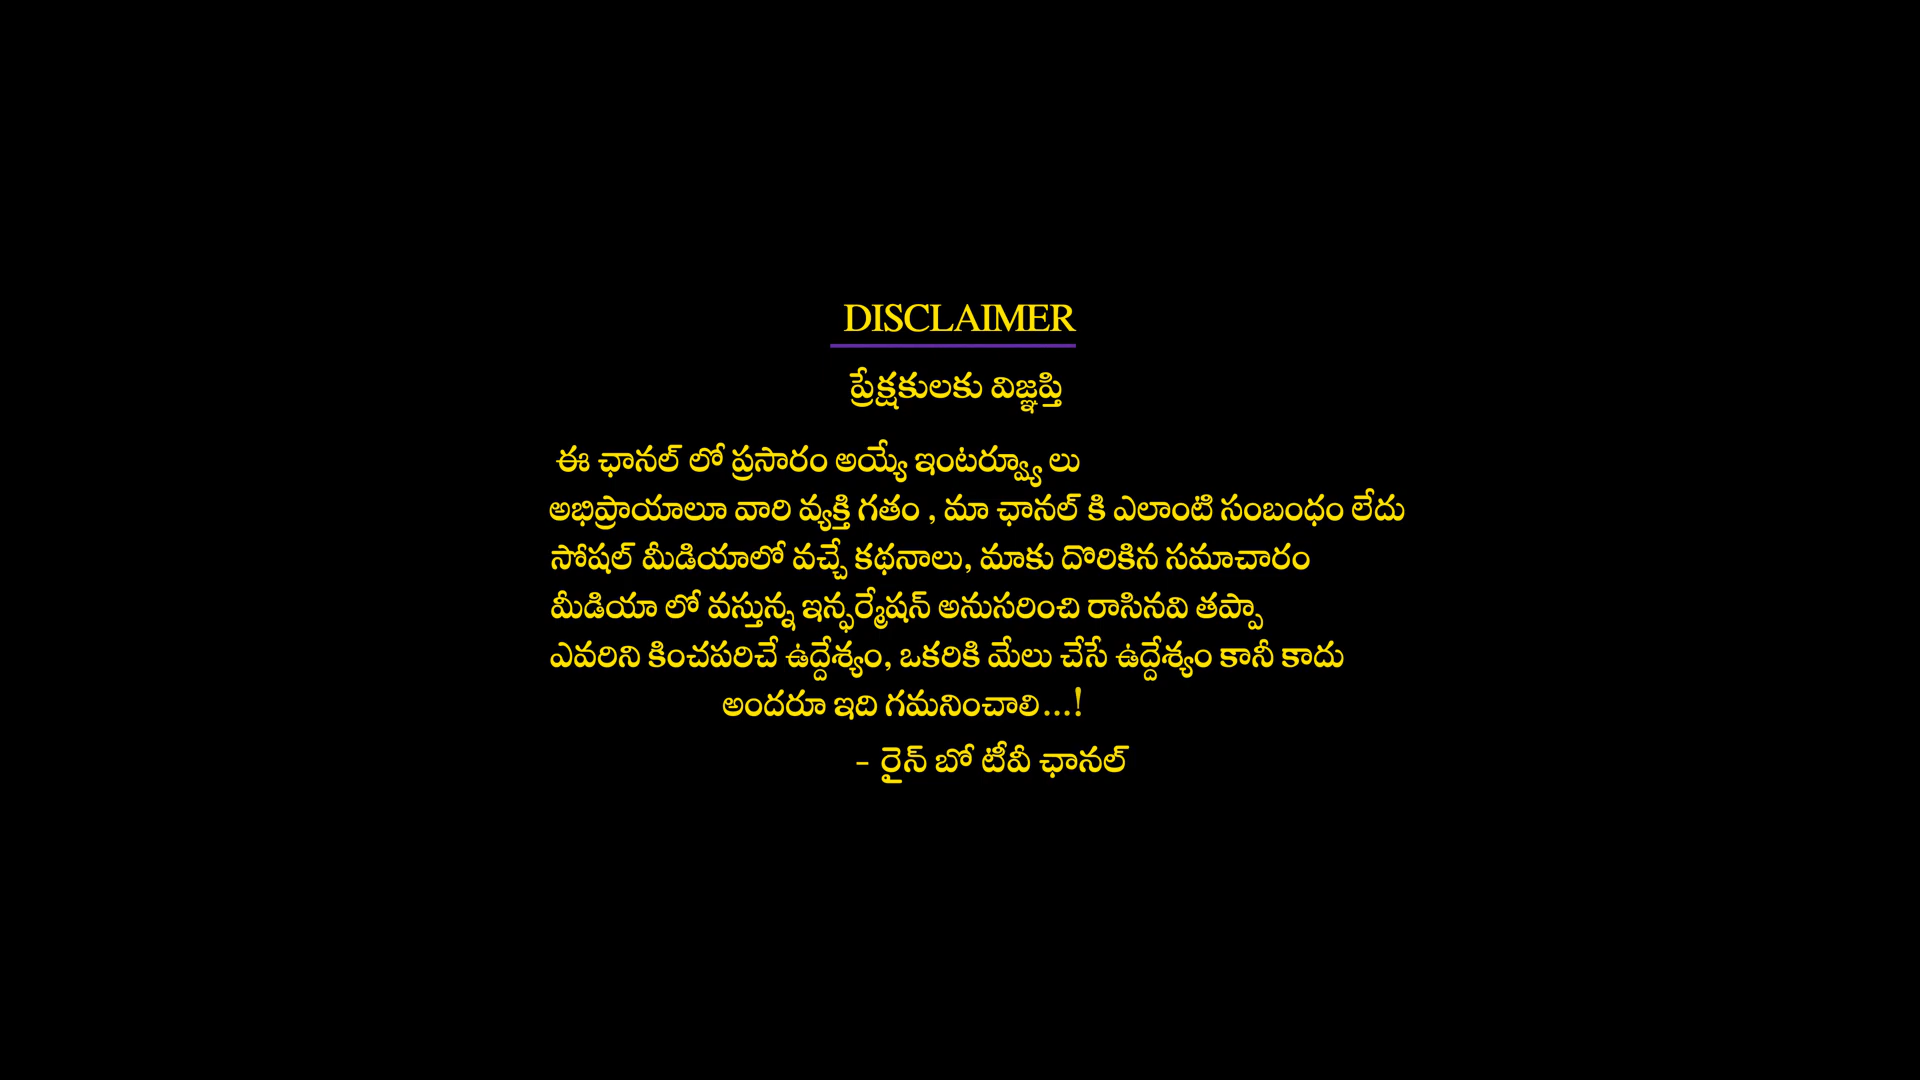 DISCLAIMER
ప్రేక్షకులకు విజ్ఞప్తి
ఈ ఛానల్ లో ప్రసారం అయ్యే ఇంటర్వ్యూ లు
అభిప్రాయాలూ వారి వ్యక్తి గతం , మా ఛానల్ కి ఎలాంటి సంబంధం లేదు
సోషల్ మీడియాలో వచ్చే కథనాలు, మాకు దొరికిన సమాచారం
మీడియా లో వస్తున్న ఇన్ఫర్మేషన్ అనుసరించి రాసినవి తప్పా
ఎవరిని కించపరిచే ఉద్దేశ్యం, ఒకరికి మేలు చేసే ఉద్దేశ్యం కానీ కాదు
అందరూ ఇది గమనించాలి...!
- రైన్ బో టీవీ ఛానల్